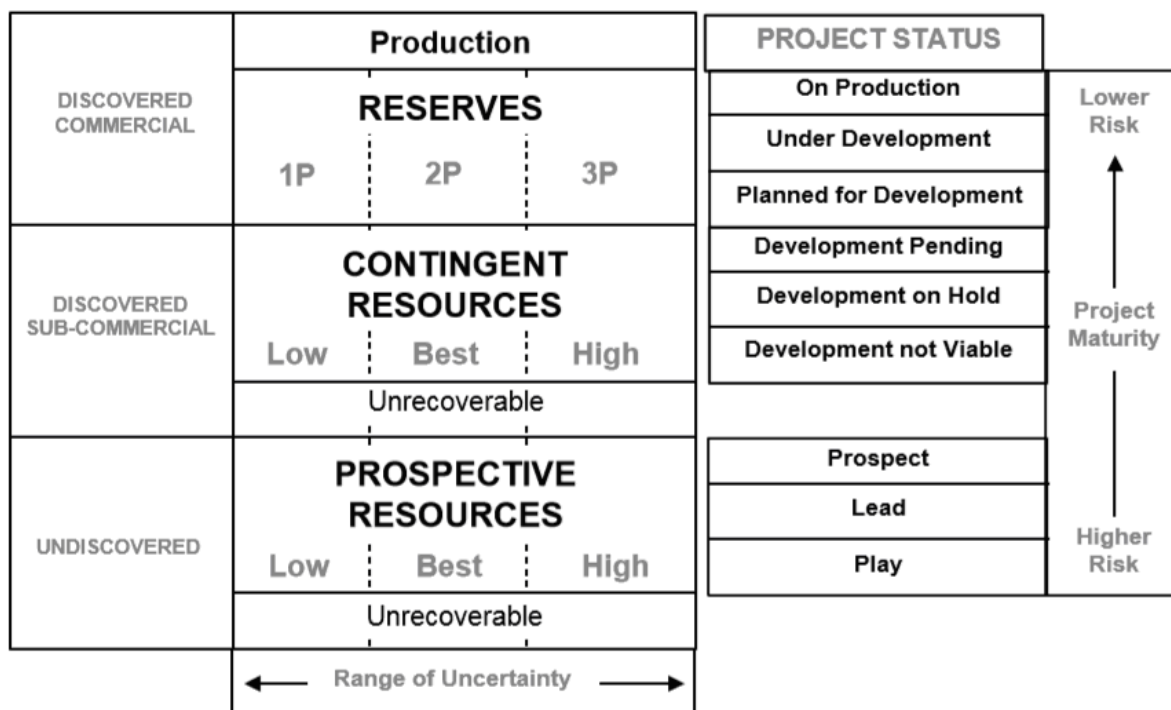 Production
PROJECT STATUS
DISCOVERED
COMMERCIAL
RESERVES
1P 2P 3P
On Production
Under Development
Planned for Development
Lower
Risk
DISCOVERED
SUB-COMMERCIAL
CONTINGENT
RESOURCES
Low Best High
Unrecoverable
Development Pending
Development on Hold
Development not Viable
Project
Maturity
UNDISCOVERED
PROSPECTIVE
RESOURCES
Low Best High
Unrecoverable
Prospect
Lead
Play
Higher
Risk
Range of Uncertainty